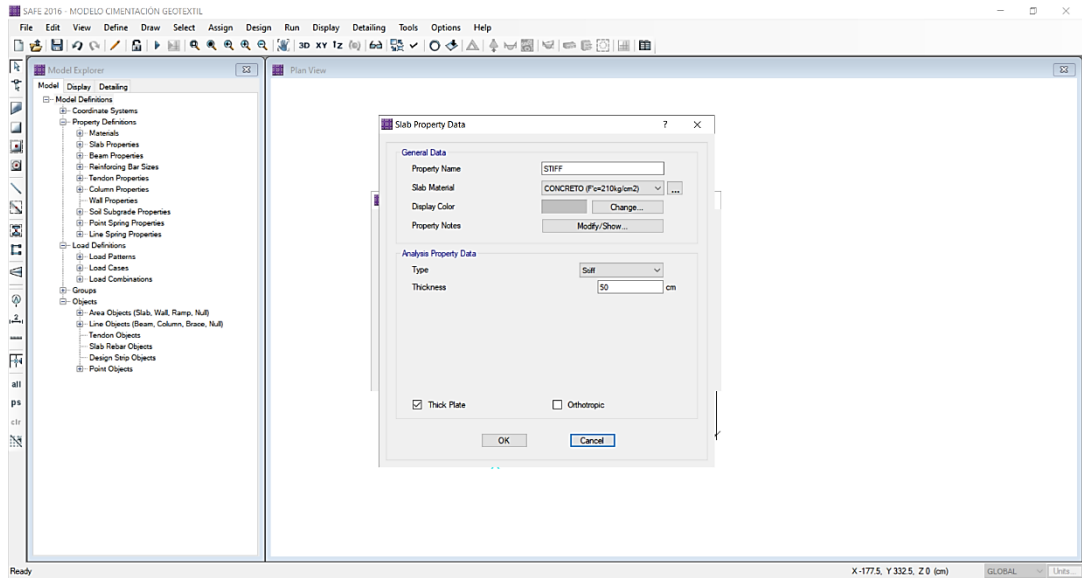 SAFE 2016 - MODELO CIMENTACIÓN GEOTEXTIL
File Edit View Define Draw Select Assign Design Run Display Detailing Tools Options Help
3D XY
Model Explorer
Model Display Detailing
Model Definitions
Coordinate Systems
Property Definitions
Materials
Slab Properties
Beam Properties
Reinforcing Bar Sizes
Tendon Properties
Column Properties
Wall Properties
Soil Subgrade Properties
Point Spring Properties
Line Spring Properties
Load Definitions
Load Patterns
Load Cases
Load Combinations
Groups
Objects
Area Objects (Slab, Wall, Ramp, Null)
Line Objects (Beam, Column, Brace, Null)
Tendon Objects
Slab Rebar Objects
Design Strip Objects
Point Objects
all
ps
clr
Plan View
Slab Property Data ?
General Data
Property Name STIFF
Slab Material CONCRETO (F'c=210kg/cm2) ...
Display Color Change...
Property Notes Modify/Show...
Analysis Property Data
Type Stiff
Thickness 50 cm
Thick Plate Orthotropic
OK Cancel
Ready X -177.5, Y 332.5, Z 0 (cm) GLOBAL Units...